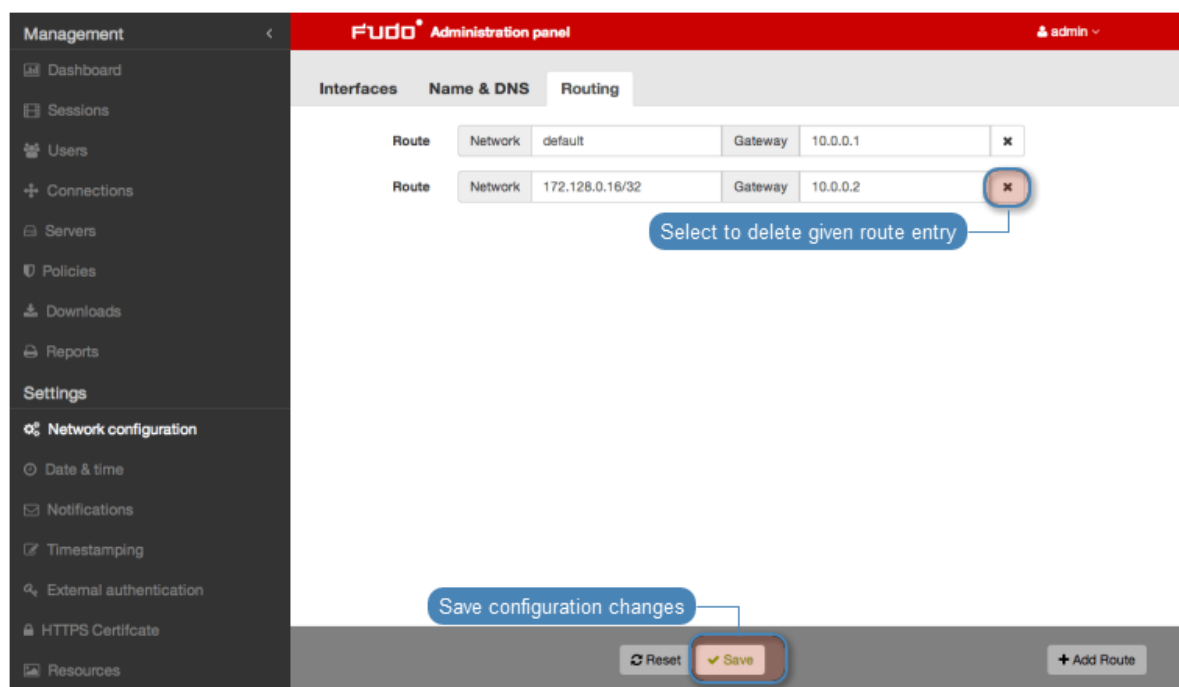 Management
FUDO Administration panel
admin
Dashboard
Interfaces Name & DNS Routing
Sessions
Users
Connections
Servers
Policies
Downloads
Reports
Route Network default Gateway 10.0.0.1
Route Network 172.128.0.16/32 Gateway 10.0.0.2
Select to delete given route entry
Settings
Network configuration
Date & time
Notifications
Timestamping
External authentication
HTTPS Certifcate
Resources
Save configuration changes
Reset Save + Add Route